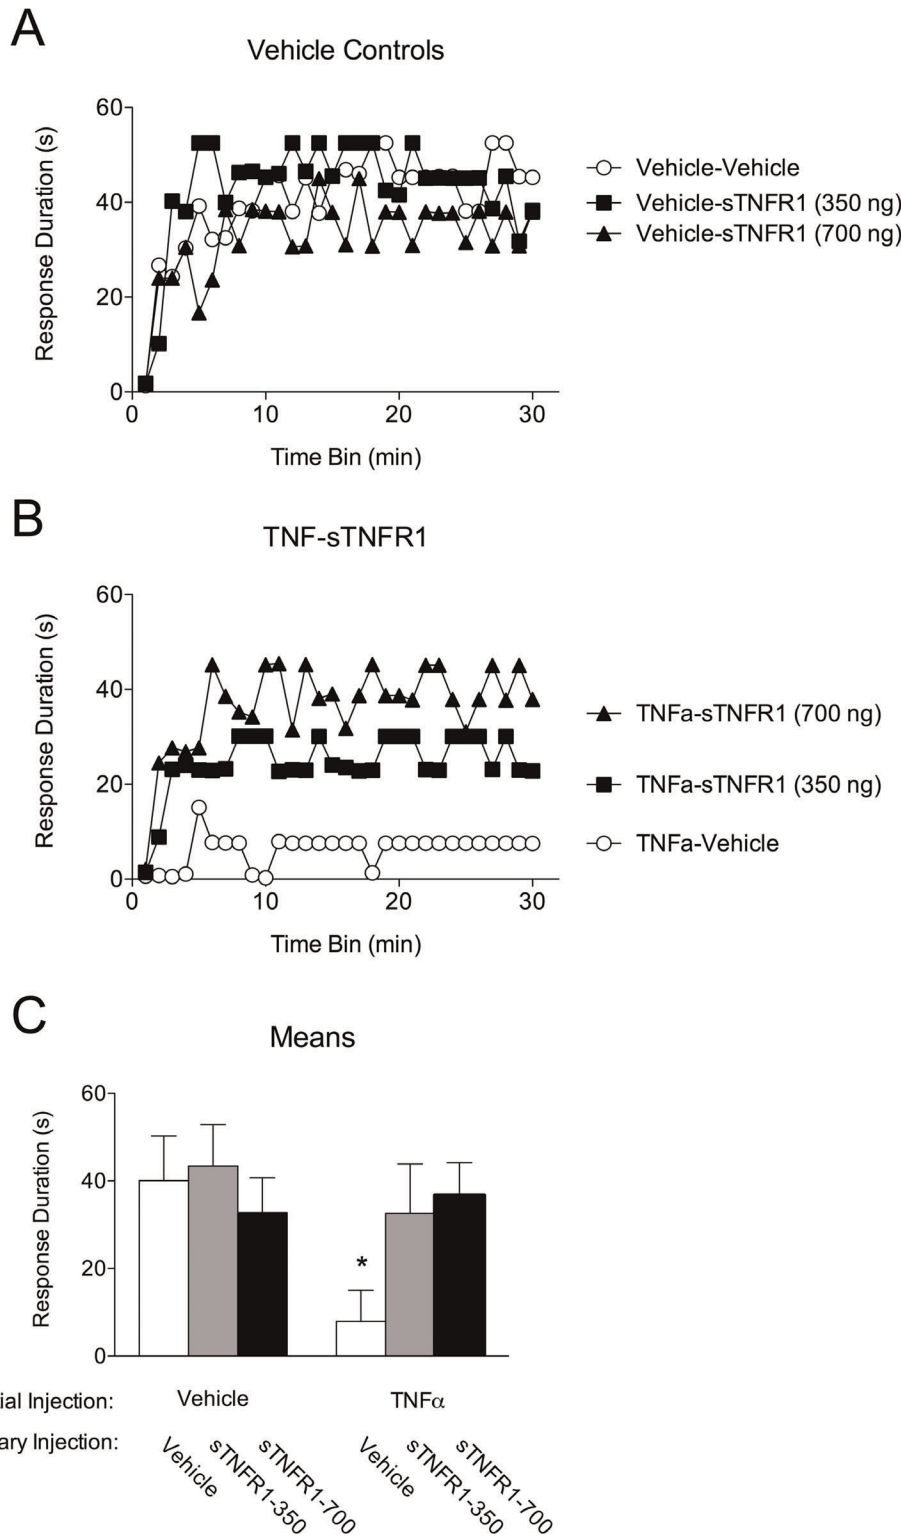 A
Vehicle Controls
Response Duration (s)
60
40
20
0
0 10 20 30
Time Bin (min)
Vehicle-Vehicle
Vehicle-sTNFR1 (350 ng)
Vehicle-sTNFR1 (700 ng)
B
TNF-sTNFR1
Response Duration (s)
60
40
20
0
0 10 20 30
Time Bin (min)
TNFa-sTNFR1 (700 ng)
TNFa-sTNFR1 (350 ng)
TNFa-Vehicle
C
Means
Response Duration (s)
60
40
20
0
*
tial Injection: Vehicle TNFα
ary Injection: Vehicle sTNFR1-350 sTNFR1-700 Vehicle sTNFR1-350 sTNFR1-700